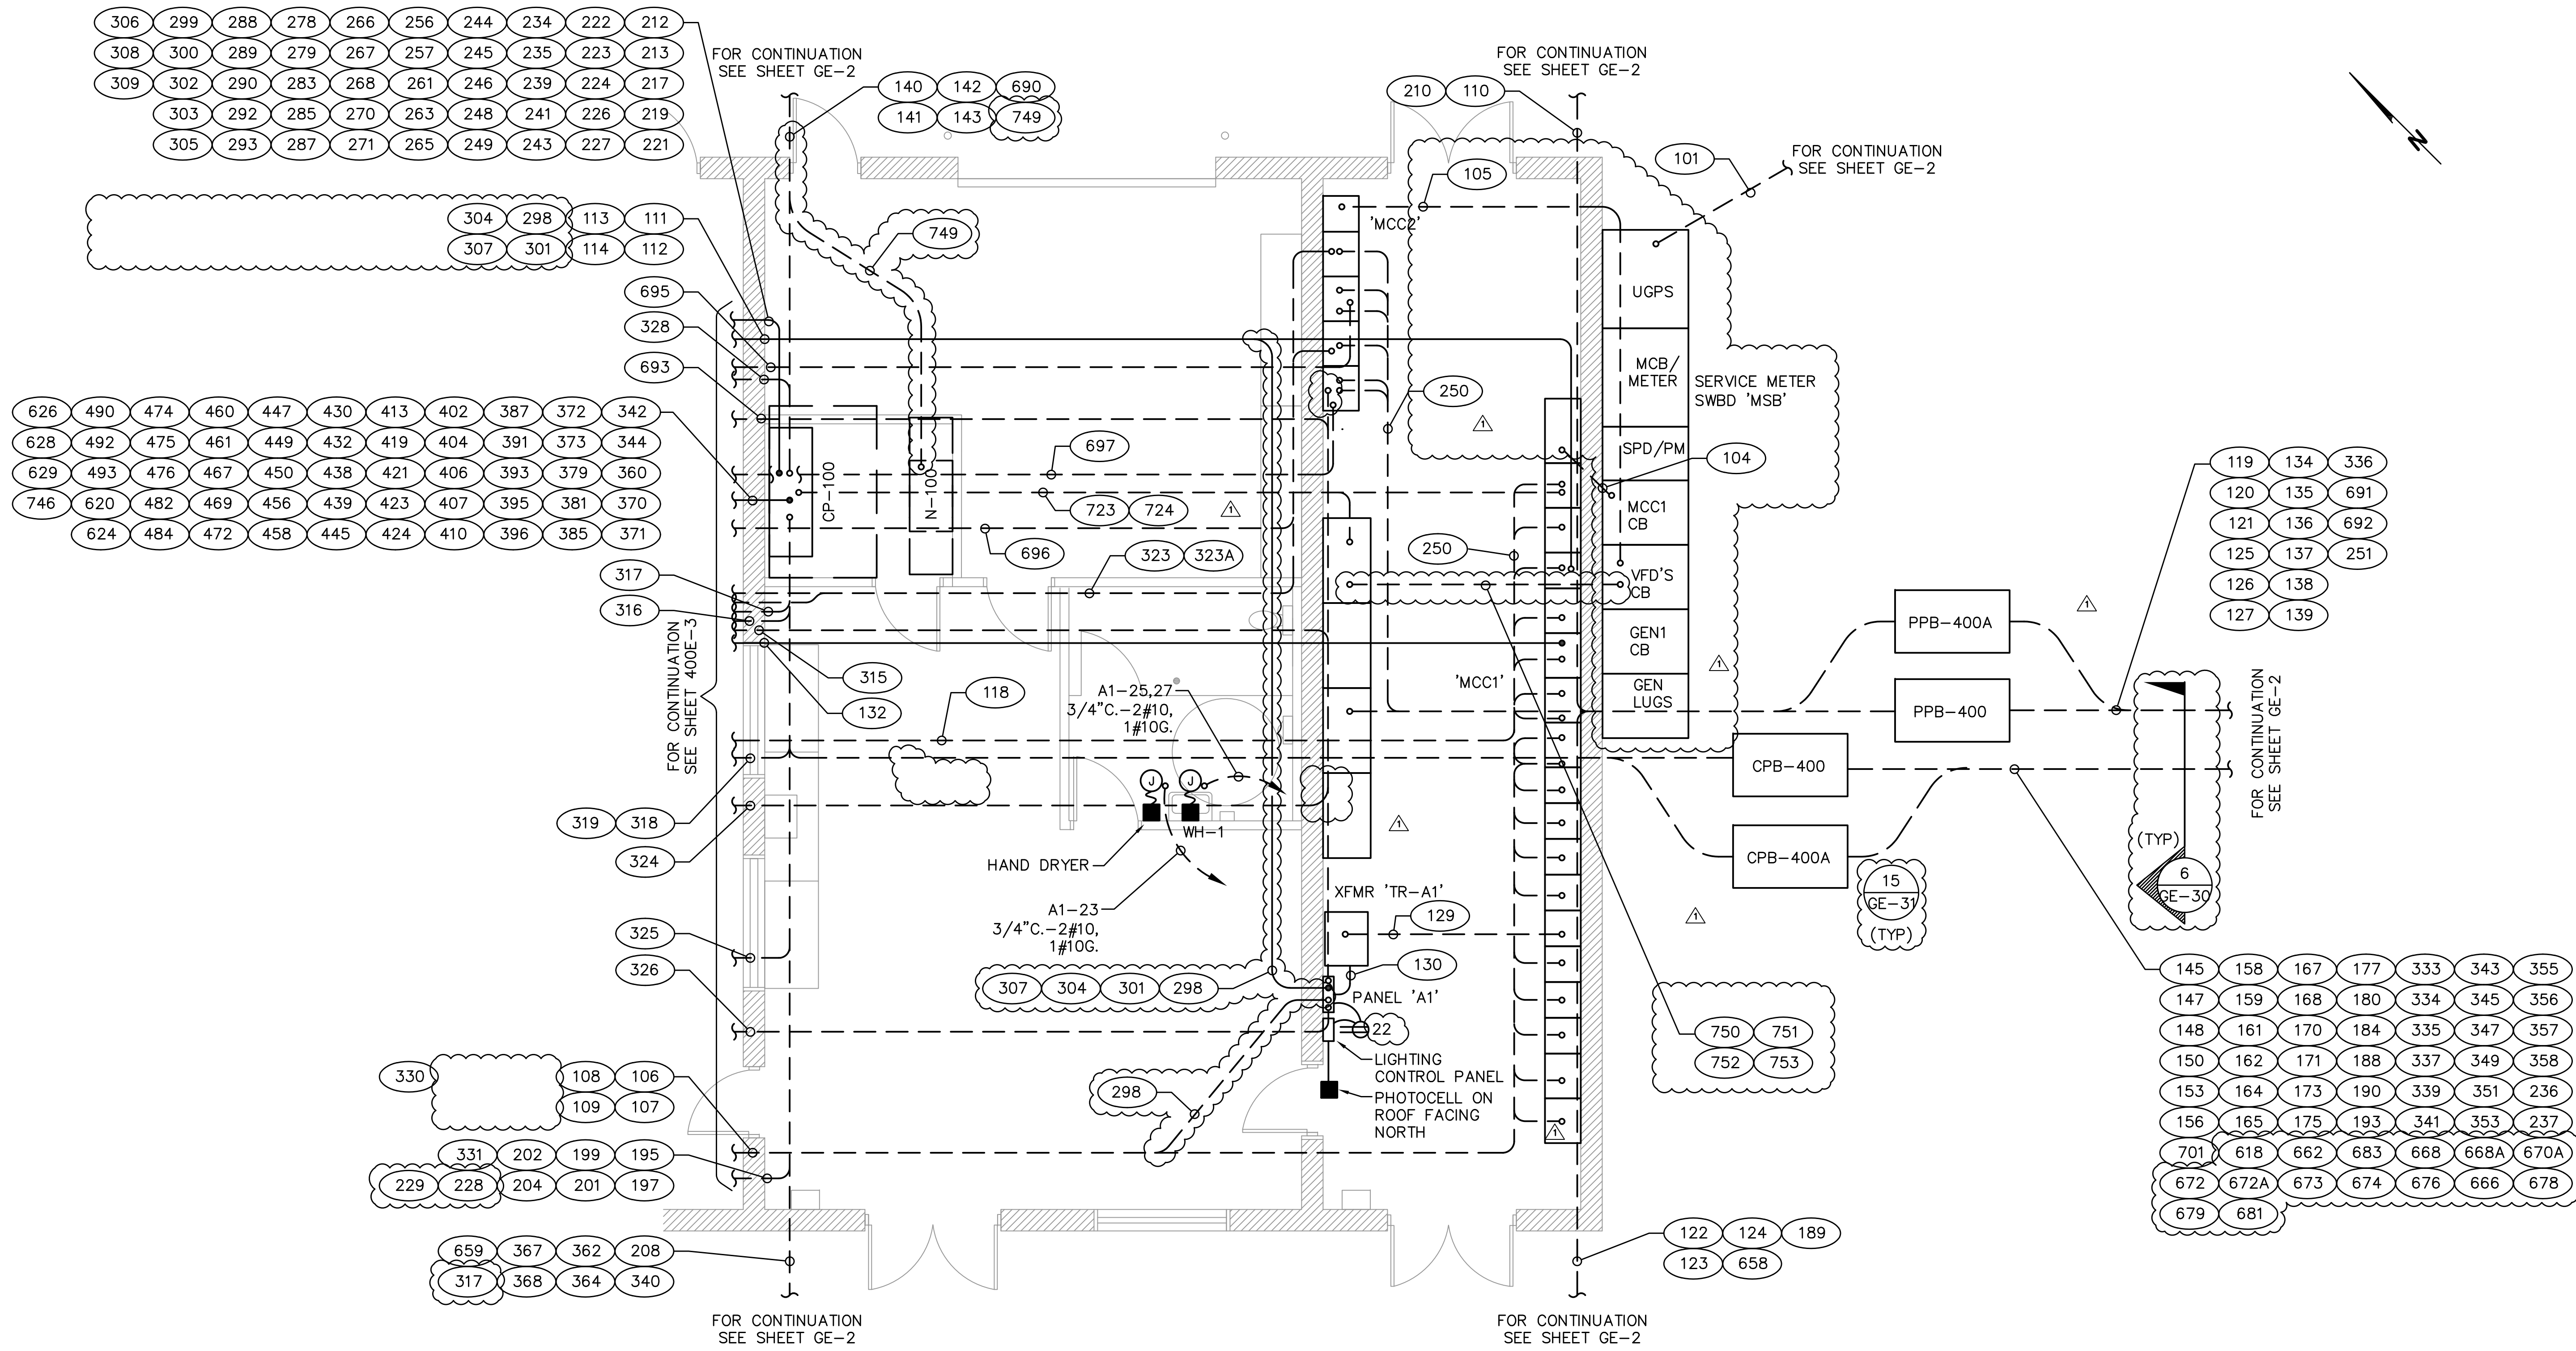 306 299 288 278 266 256 244 234 222 212
308 300 289 279 267 257 245 235 223 213
309 302 290 283 268 261 246 239 224 217
303 292 285 270 263 248 241 226 219
305 293 287 271 265 249 243 227 221
FOR CONTINUATION
SEE SHEET GE-2
140 142 690
141 143 749
FOR CONTINUATION
SEE SHEET GE-2
210 110
101
FOR CONTINUATION
SEE SHEET GE-2
N
105
'MCC2'
304 298 113 111
307 301 114 112
749
695
328
693
UGPS
MCB/
METER
SERVICE METER
SWBD 'MSB'
SPD/PM
MCC1
CB
VFD'S
CB
GEN1
CB
GEN
LUGS
250
1
104
626 490 474 460 447 430 413 402 387 372 342
628 492 475 461 449 432 419 404 391 373 344
629 493 476 467 450 438 421 406 393 379 360
746 620 482 469 456 439 423 407 395 381 370
624 484 472 458 445 424 410 396 385 371
CP-100
N-100
697
723 724
1
696
323 323A
250
119 134 336
120 135 691
121 136 692
125 137 251
126 138
127 139
317
316
FOR CONTINUATION
SEE SHEET 400E-3
315
132
118
A1-25,27
3/4"C.-2#10,
1#10G.
'MCC1'
1
1
PPB-400A
PPB-400
CPB-400
CPB-400A
FOR CONTINUATION
SEE SHEET GE-2
(TYP)
6
GE-30
15
GE-31
(TYP)
319 318
324
J
J
WH-1
HAND DRYER
A1-23
3/4"C.-2#10,
1#10G.
1
XFMR 'TR-A1'
129
1
130
325
326
307 304 301 298
PANEL 'A1'
22
LIGHTING
CONTROL PANEL
PHOTOCELL ON
ROOF FACING
NORTH
298
1
750 751
752 753
145 158 167 177 333 343 355
147 159 168 180 334 345 356
148 161 170 184 335 347 357
150 162 171 188 337 349 358
153 164 173 190 339 351 236
156 165 175 193 341 353 237
701 618 662 683 668 668A 670A
672 672A 673 674 676 666 678
679 681
330 108 106
109 107
331 202 199 195
229 228 204 201 197
659 367 362 208
317 368 364 340
122 124 189
123 658
FOR CONTINUATION
SEE SHEET GE-2
FOR CONTINUATION
SEE SHEET GE-2